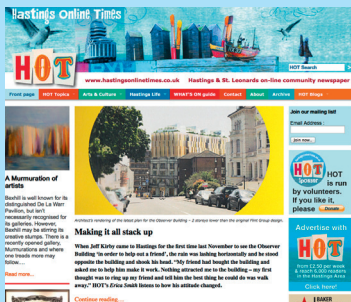 Hastings Online Times
HOT
HOT Search
www.hastingsonlinetimes.co.uk Hastings & St. Leonards on-line community newspaper
Front page HOT Topics Arts & Culture Hastings Life WHAT'S ON guide Contact About Archive HOT Blogs
A Murmuration of
artists
Bexhill is well known for its
distinguished De La Warr
Pavilion, but isn't
necessarily recognised for
its galleries. However,
Bexhill may be stirring its
creative stumps. There is a
recently opened gallery,
Murmurations and where
one treads more may
follow....
Read more...
Architect's rendering of the latest plan for the Observer Building – 2 storeys lower than the original Flint Group design.
Making it all stack up
When Jeff Kirby came to Hastings for the first time last November to see the Observer
Building 'in order to help out a friend', the rain was lashing horizontally and he stood
opposite the building and shook his head. "My friend had bought the building and
asked me to help him make it work. Nothing attracted me to the building – my first
thought was to ring my friend and tell him the best thing he could do was walk
away." HOT's Erica Smith listens to how his attitude changed.
Continue reading...
Join our mailing list!
Email Address :
Join now..
HOT
Sponsor
HOT
is run
by volunteers.
If you like it,
please Donate
Advertise with
HOT
from £2.50 per week
& reach 6,000 readers
in the Hastings Area
BAKER